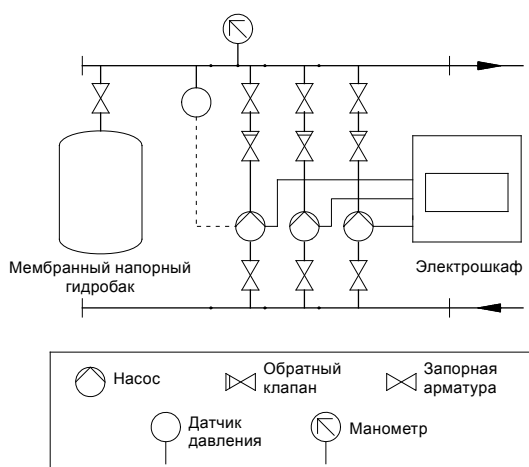 Мембранный напорный
гидробак
Электрошкаф
Насос
Обратный
клапан
Запорная
арматура
Датчик
давления
Манометр